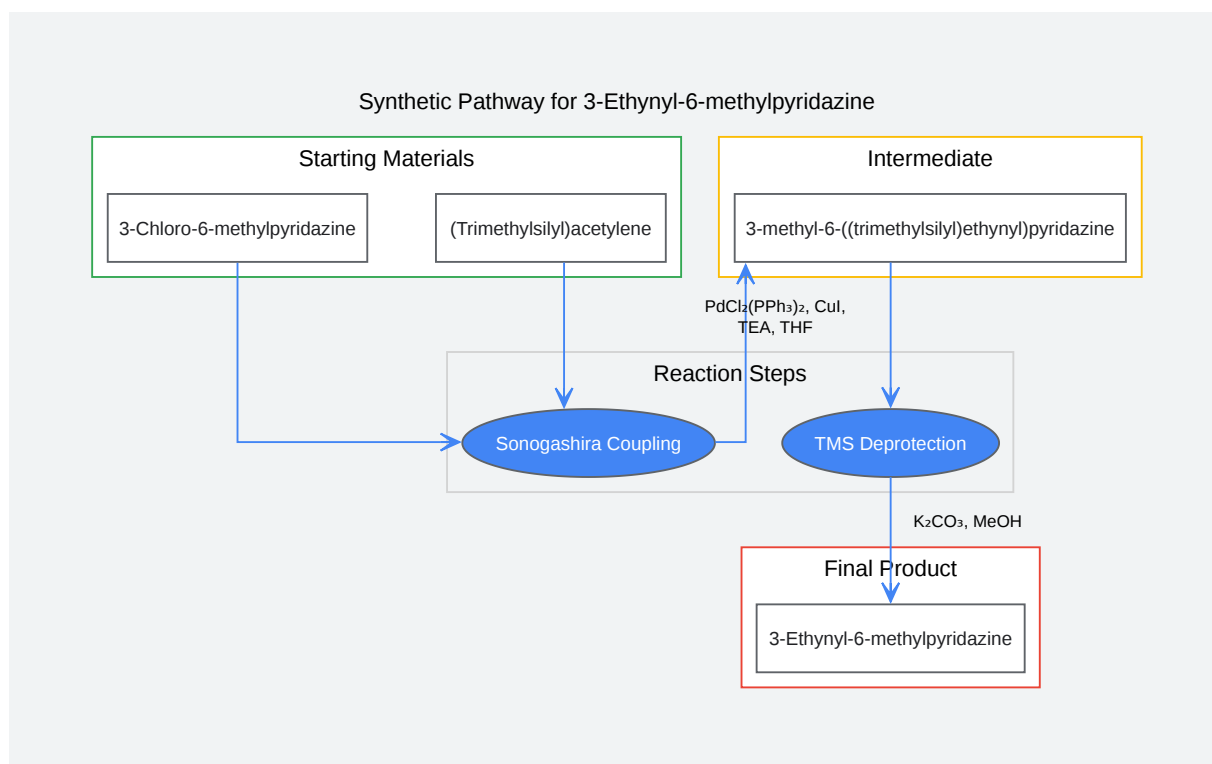 Synthetic Pathway for 3-Ethynyl-6-methylpyridazine
Starting Materials
3-Chloro-6-methylpyridazine
(Trimethylsilyl)acetylene
Intermediate
3-methyl-6-((trimethylsilyl)ethynyl)pyridazine
PdCl₂(PPh₃)₂, CuI,
TEA, THF
Reaction Steps
Sonogashira Coupling
TMS Deprotection
K₂CO₃, MeOH
Final Product
3-Ethynyl-6-methylpyridazine